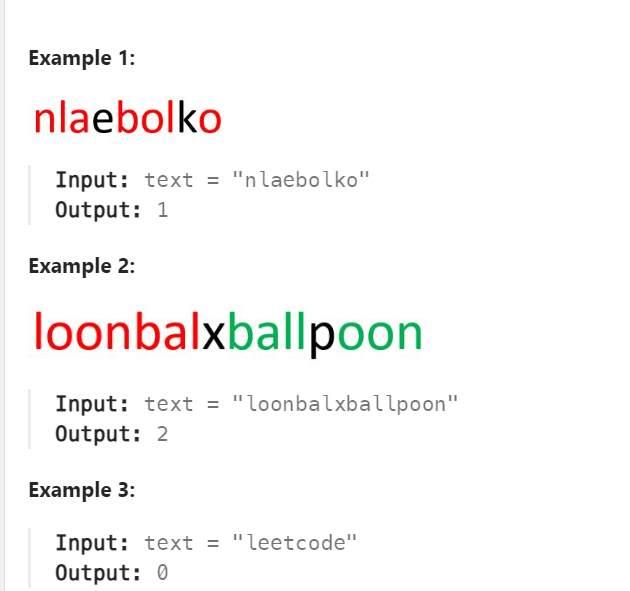 Example 1:
nlaebolko
Input: text = "nlaebolko"
Output: 1
Example 2:
loonbalxballpoon
Input: text = "loonbalxballpoon"
Output: 2
Example 3:
Input: text = "leetcode"
Output: 0